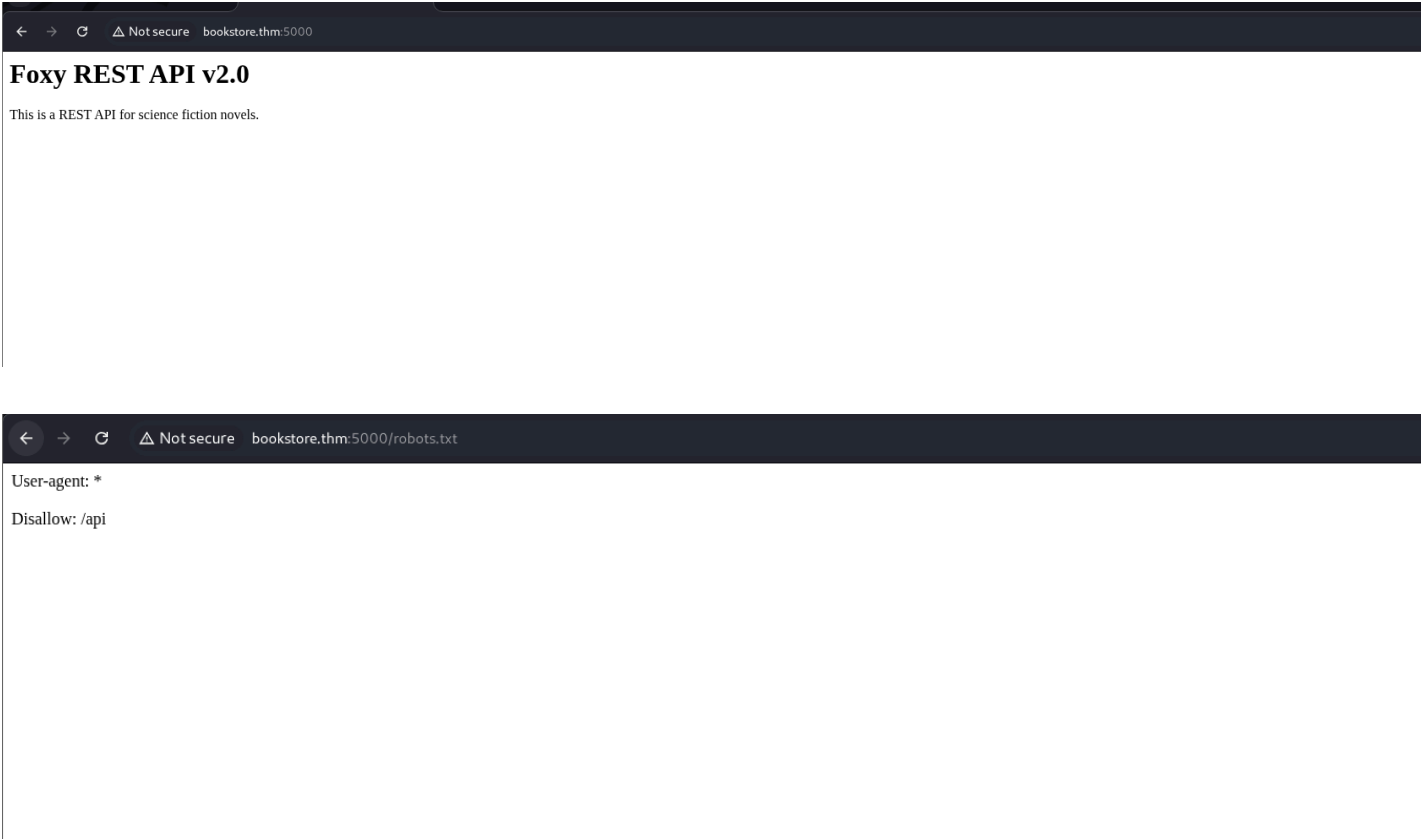 Not secure bookstore.thm:5000
Foxy REST API v2.0
This is a REST API for science fiction novels.
Not secure bookstore.thm:5000/robots.txt
User-agent: *
Disallow: /api